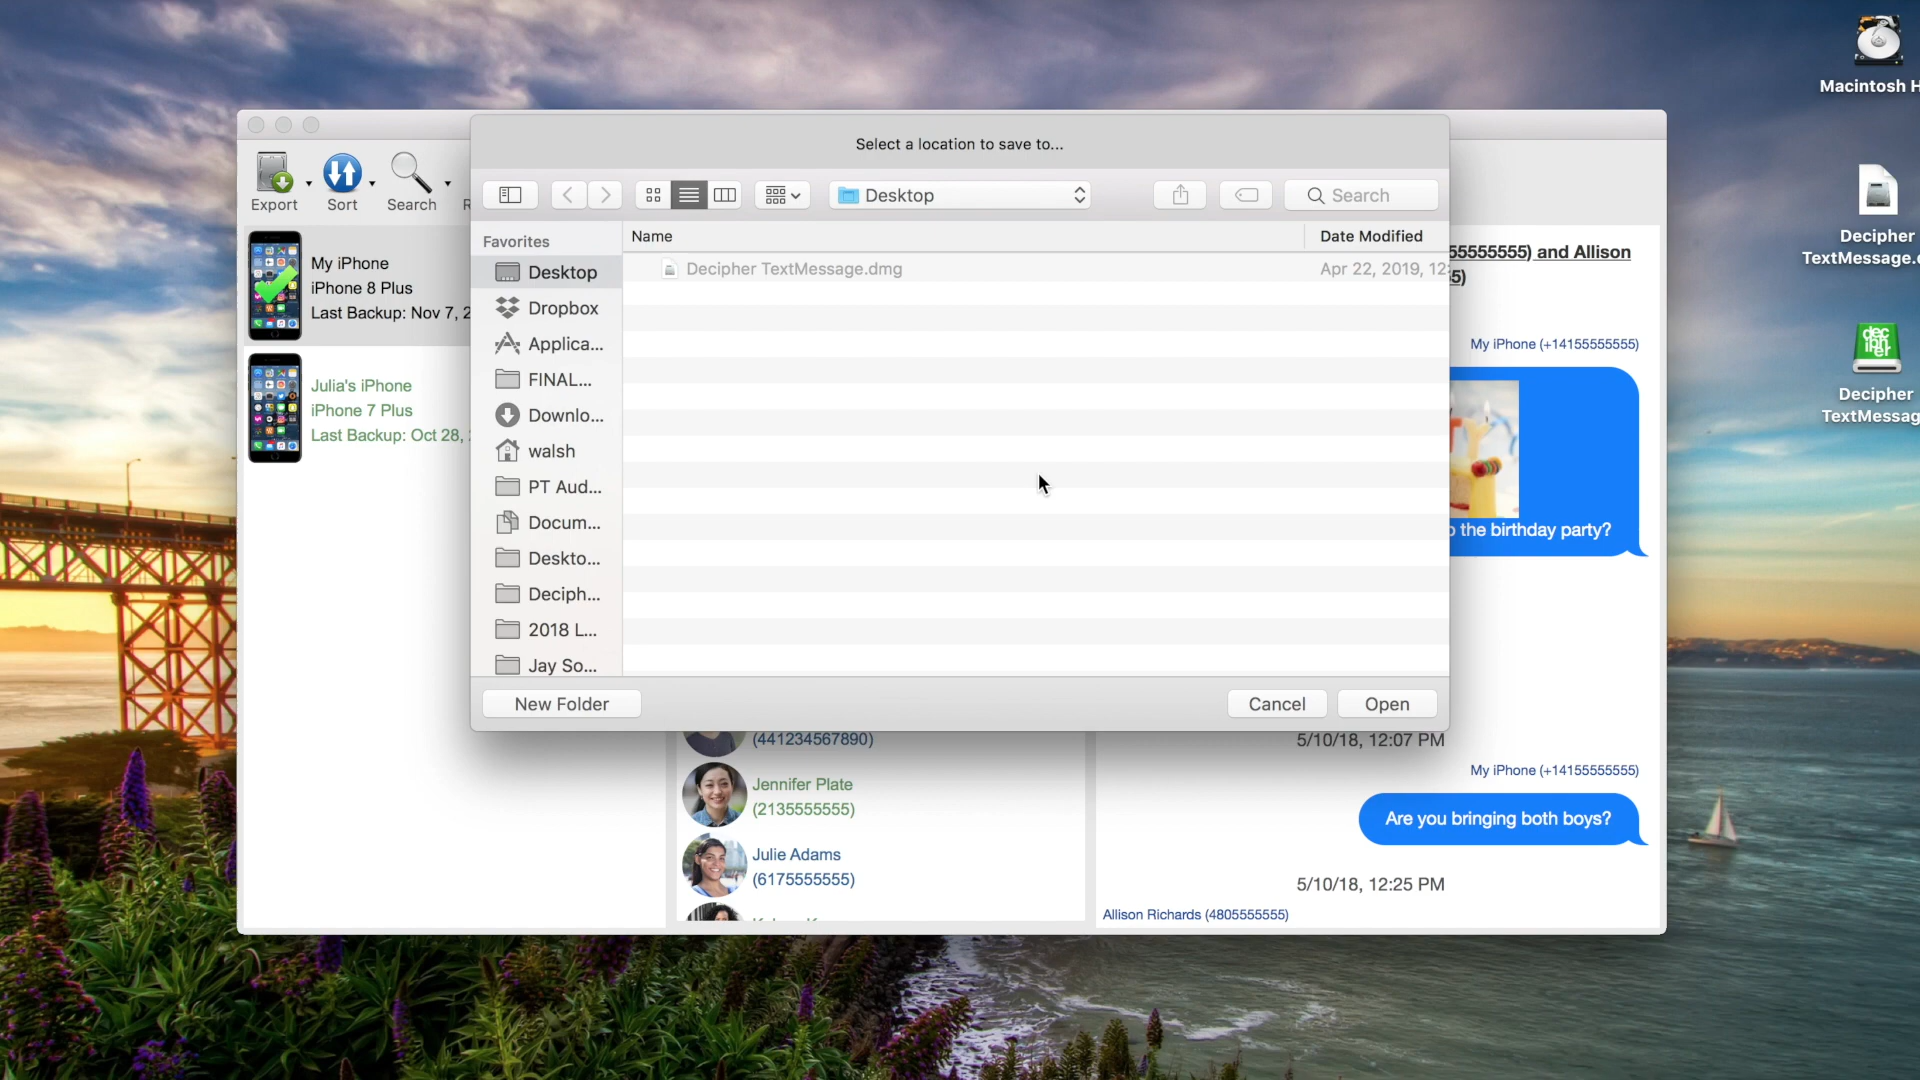 Macintosh H
Decipher
TextMessage.
Decipher
TextMessag
Select a location to save to...
Desktop
Search
Export
Sort
Search
R
My iPhone
iPhone 8 Plus
Last Backup: Nov 7, 2
Julia's iPhone
iPhone 7 Plus
Last Backup: Oct 28,
Favorites
Desktop
Dropbox
Applica...
FINAL...
Downlo...
walsh
PT Aud...
Docum...
Deskto...
Deciph...
2018 L...
Jay So...
Name
Date Modified
Decipher TextMessage.dmg
Apr 22, 2019, 12:
New Folder
Cancel
Open
55555555) and Allison
5)
My iPhone (+14155555555)
the birthday party?
5/10/18, 12:07 PM
My iPhone (+14155555555)
Are you bringing both boys?
5/10/18, 12:25 PM
Allison Richards (4805555555)
(441234567890)
Jennifer Plate
(2135555555)
Julie Adams
(6175555555)